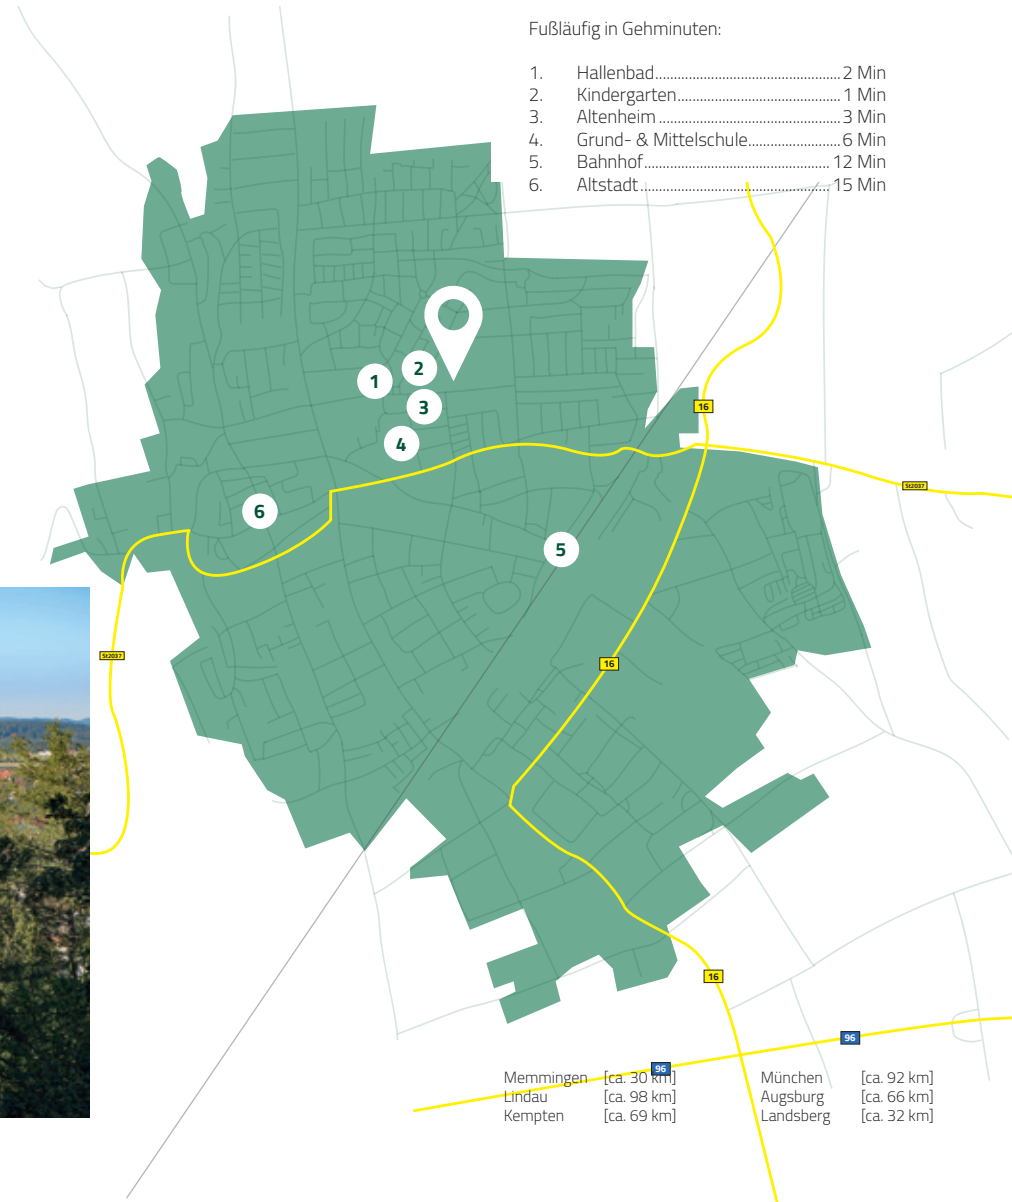 Fußläufig in Gehminuten:
1. Hallenbad 2 Min
2. Kindergarten 1 Min
3. Altenheim 3 Min
4. Grund- & Mittelschule 6 Min
5. Bahnhof 12 Min
6. Altstadt 15 Min
1
2
3
4
16
St2037
6
5
St2037
16
16
96
96
Memmingen [ca. 30 km]
Lindau [ca. 98 km]
Kempten [ca. 69 km]
München [ca. 92 km]
Augsburg [ca. 66 km]
Landsberg [ca. 32 km]